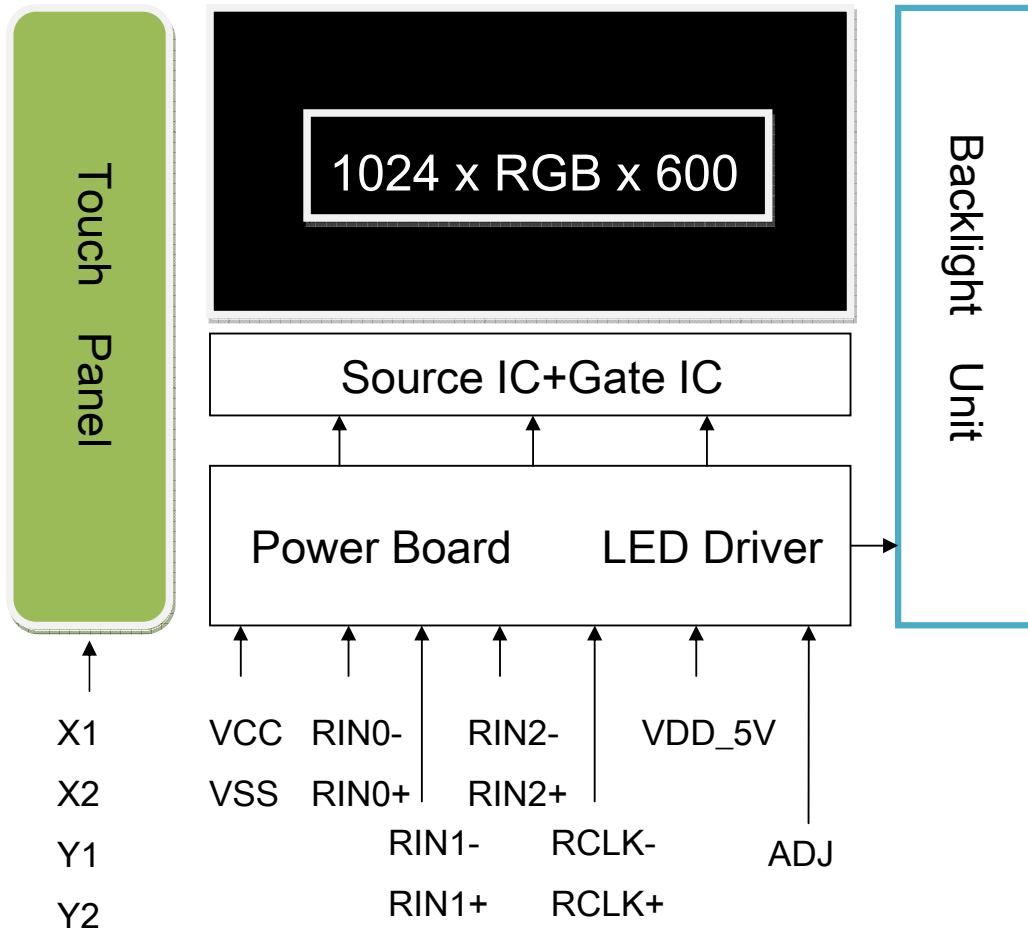 Touch Panel
1024 x RGB x 600
Backlight Unit
Source IC+Gate IC
Power Board
LED Driver
X1
X2
Y1
Y2
VCC
VSS
RIN0-
RIN0+
RIN1-
RIN1+
RIN2-
RIN2+
RCLK-
RCLK+
VDD_5V
ADJ